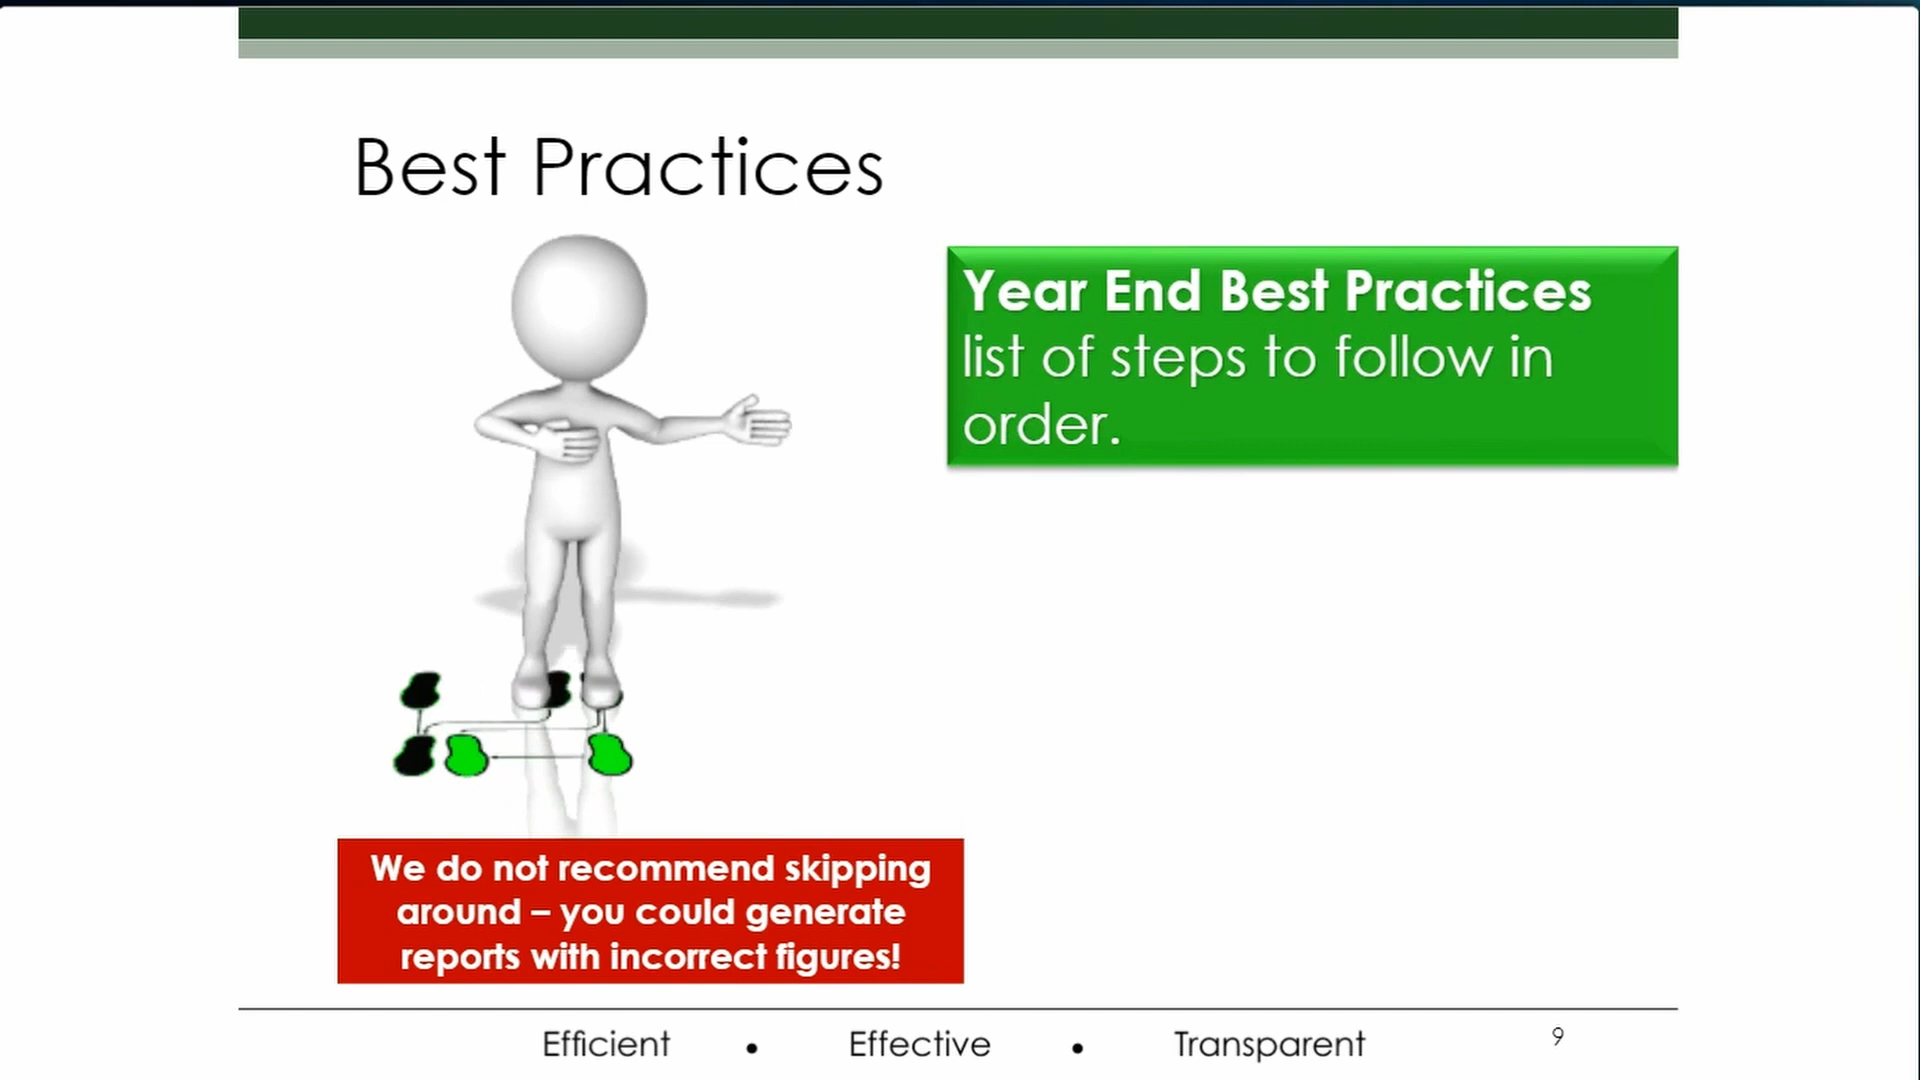 Best Practices
Year End Best Practices
list of steps to follow in
order.
We do not recommend skipping
around – you could generate
reports with incorrect figures!
Efficient • Effective • Transparent 9